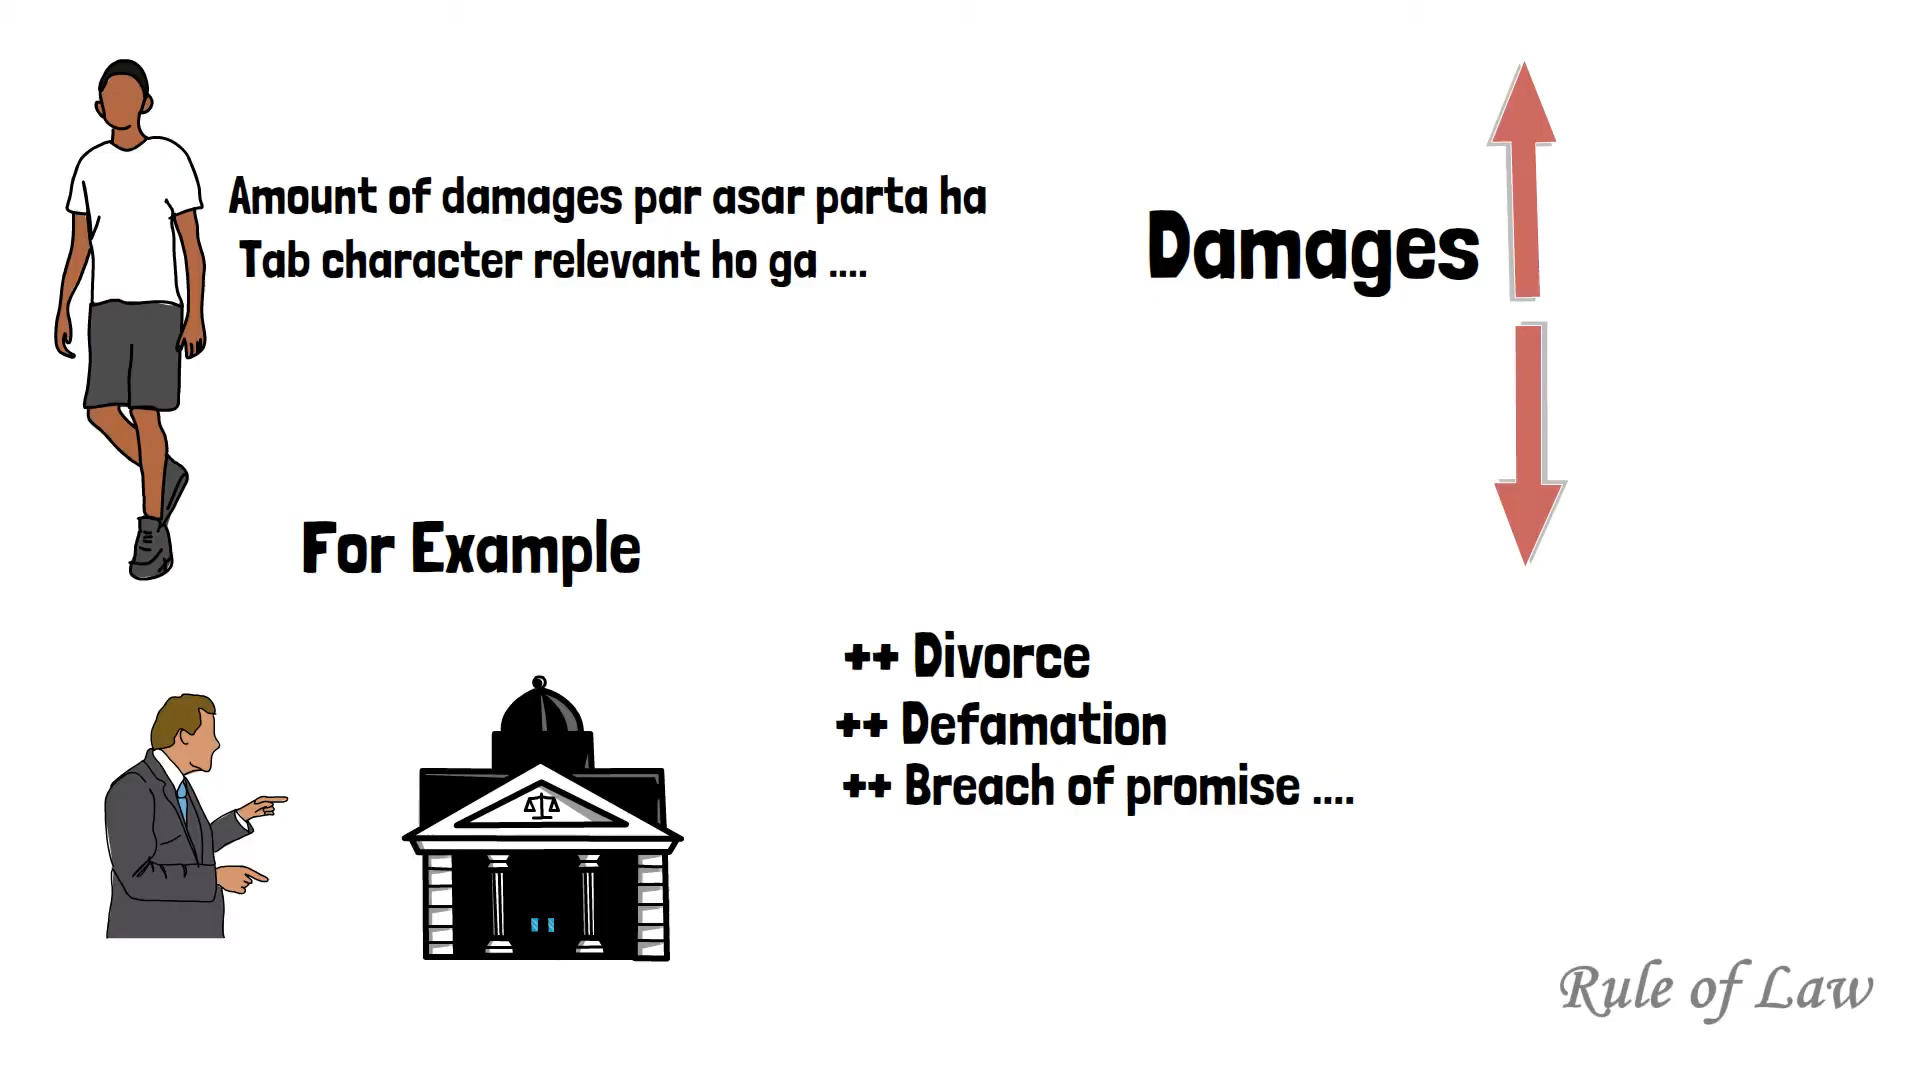 Amount of damages par asar parta ha
Tab character relevant ho ga ....
Damages
For Example
++ Divorce
++ Defamation
++ Breach of promise ....
Rule of Law